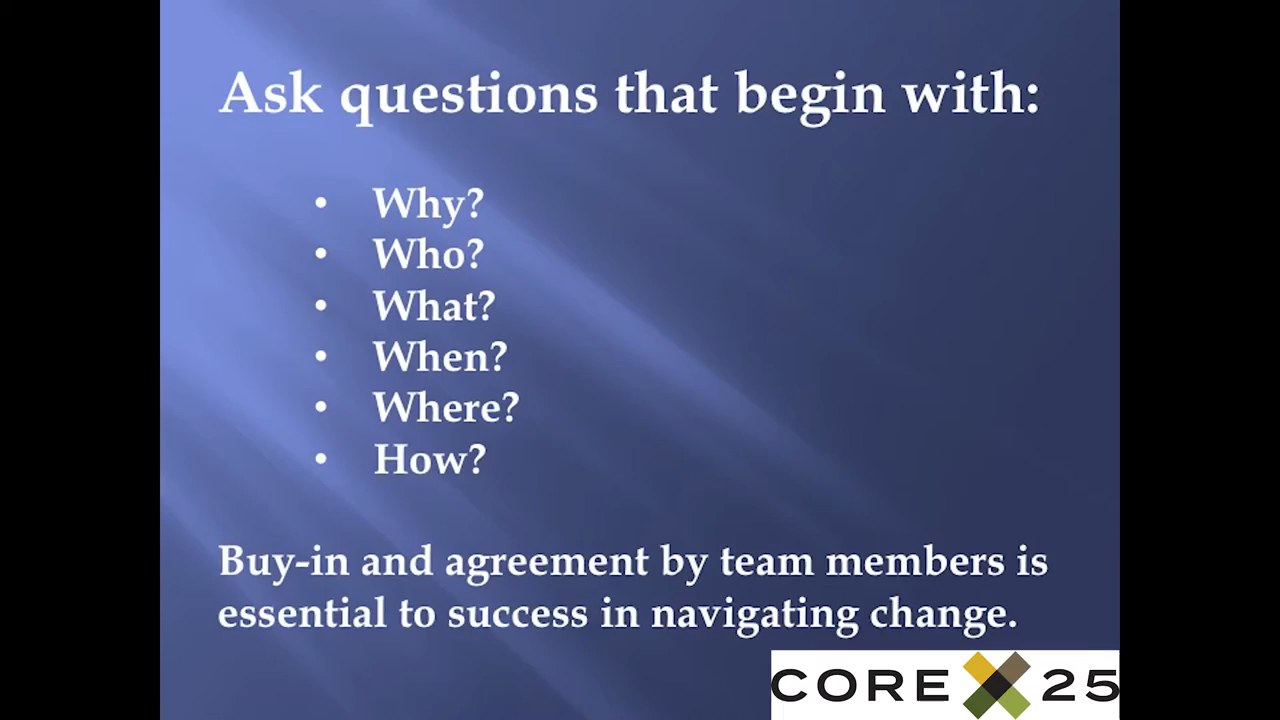 Ask questions that begin with:
• Why?
• Who?
• What?
• When?
• Where?
• How?
Buy-in and agreement by team members is
essential to success in navigating change.
CORE X 25